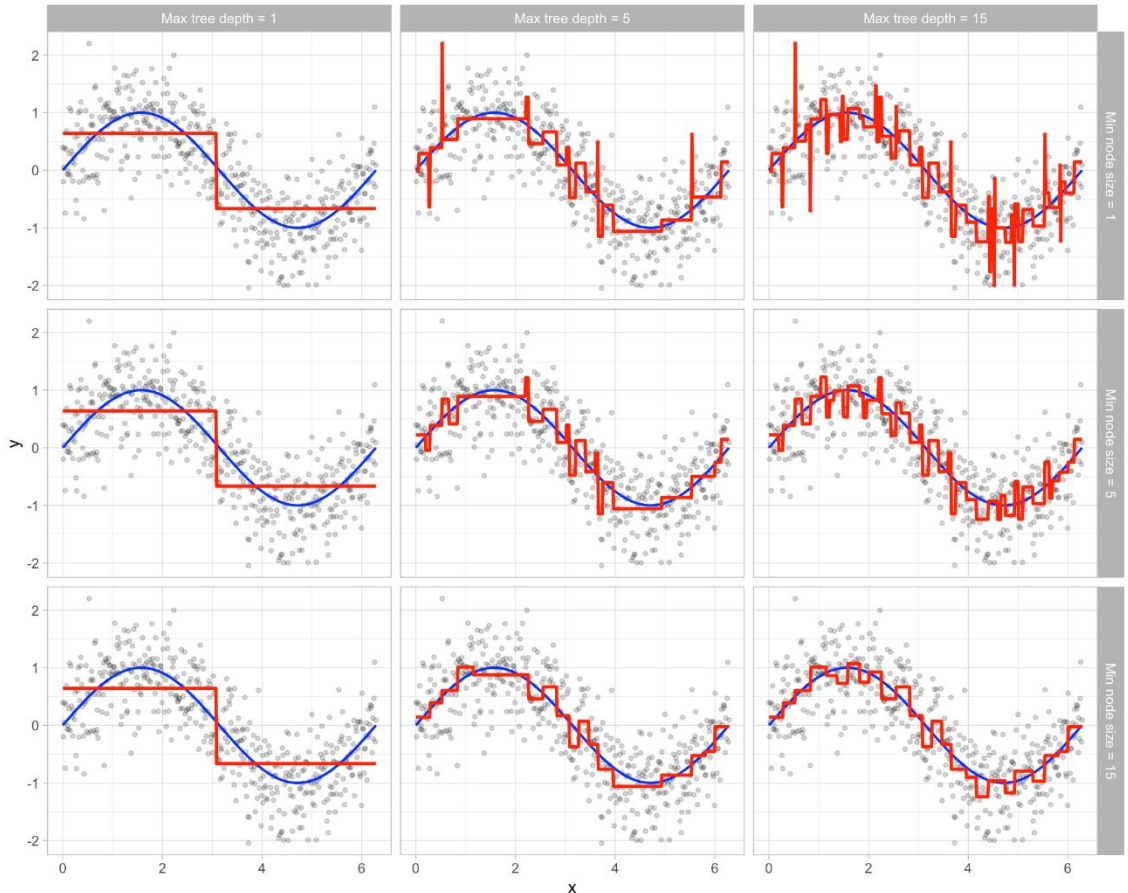 Max tree depth = 1
Max tree depth = 5
Max tree depth = 15
2
1
0
-1
-2
Min node size = 1
2
1
0
-1
-2
Min node size = 5
y
2
1
0
-1
-2
Min node size = 15
0 2 4 6
0 2 4 6
0 2 4 6
x